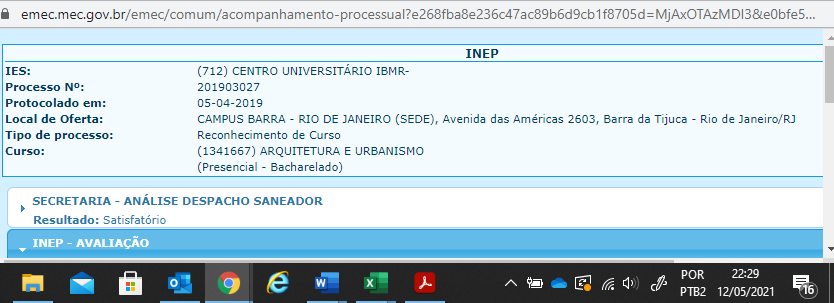 emec.mec.gov.br/emec/comum/acompanhamento-processual?e268fba8e236c47ac89b6d9cb1f8705d=MjAxOTAzMDI3&e0bfe5...
INEP
IES: (712) CENTRO UNIVERSITÁRIO IBMR-
Processo Nº: 201903027
Protocolado em: 05-04-2019
Local de Oferta: CAMPUS BARRA - RIO DE JANEIRO (SEDE), Avenida das Américas 2603, Barra da Tijuca - Rio de Janeiro/RJ
Tipo de processo: Reconhecimento de Curso
Curso: (1341667) ARQUITETURA E URBANISMO
(Presencial - Bacharelado)
SECRETARIA - ANÁLISE DESPACHO SANEADOR
Resultado: Satisfatório
INEP - AVALIAÇÃO
POR
PTB2
22:29
12/05/2021
16